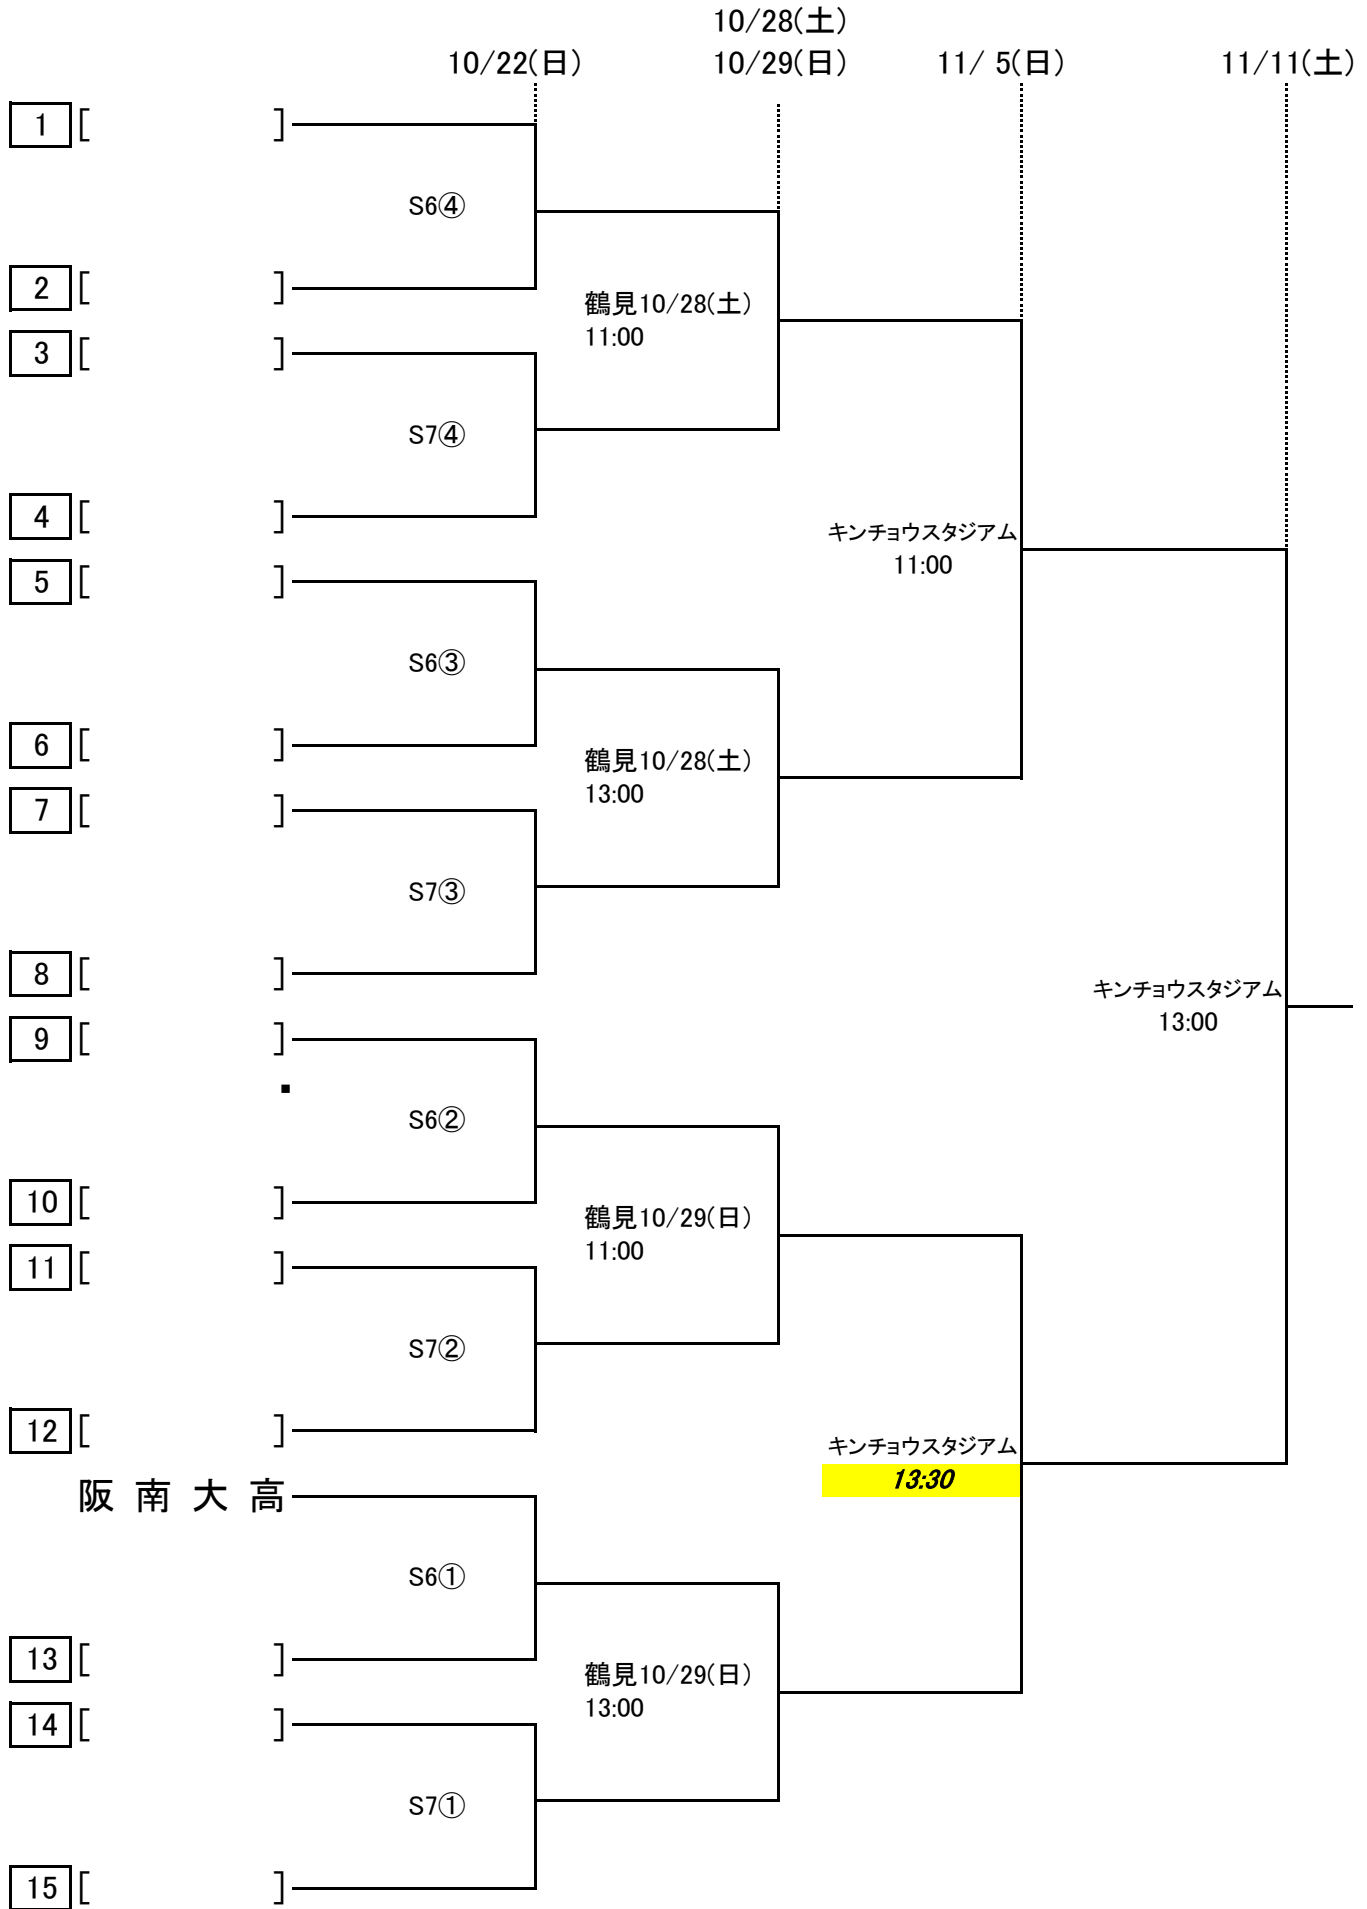 10/28(土)
10/22(日) 10/29(日) 11/ 5(日) 11/11(土)
1 [ ]
S6④
2 [ ]
鶴見10/28(土)
11:00
3 [ ]
S7④
4 [ ]
キンチョウスタジアム
11:00
5 [ ]
S6③
6 [ ]
鶴見10/28(土)
13:00
7 [ ]
S7③
8 [ ]
キンチョウスタジアム
13:00
9 [ ]
S6②
10 [ ]
鶴見10/29(日)
11:00
11 [ ]
S7②
12 [ ]
キンチョウスタジアム
13:30
阪南大高
S6①
13 [ ]
鶴見10/29(日)
13:00
14 [ ]
S7①
15 [ ]